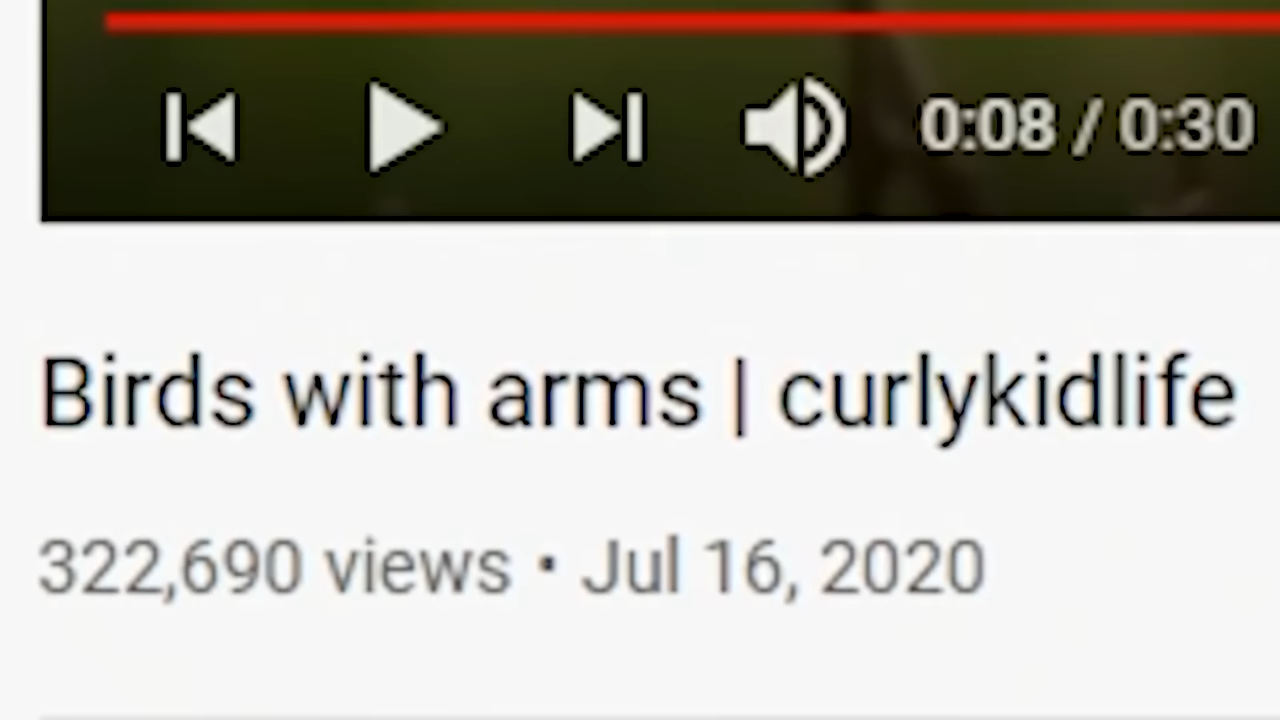 0:08 / 0:30
Birds with arms | curlykidlife
322,690 views • Jul 16, 2020